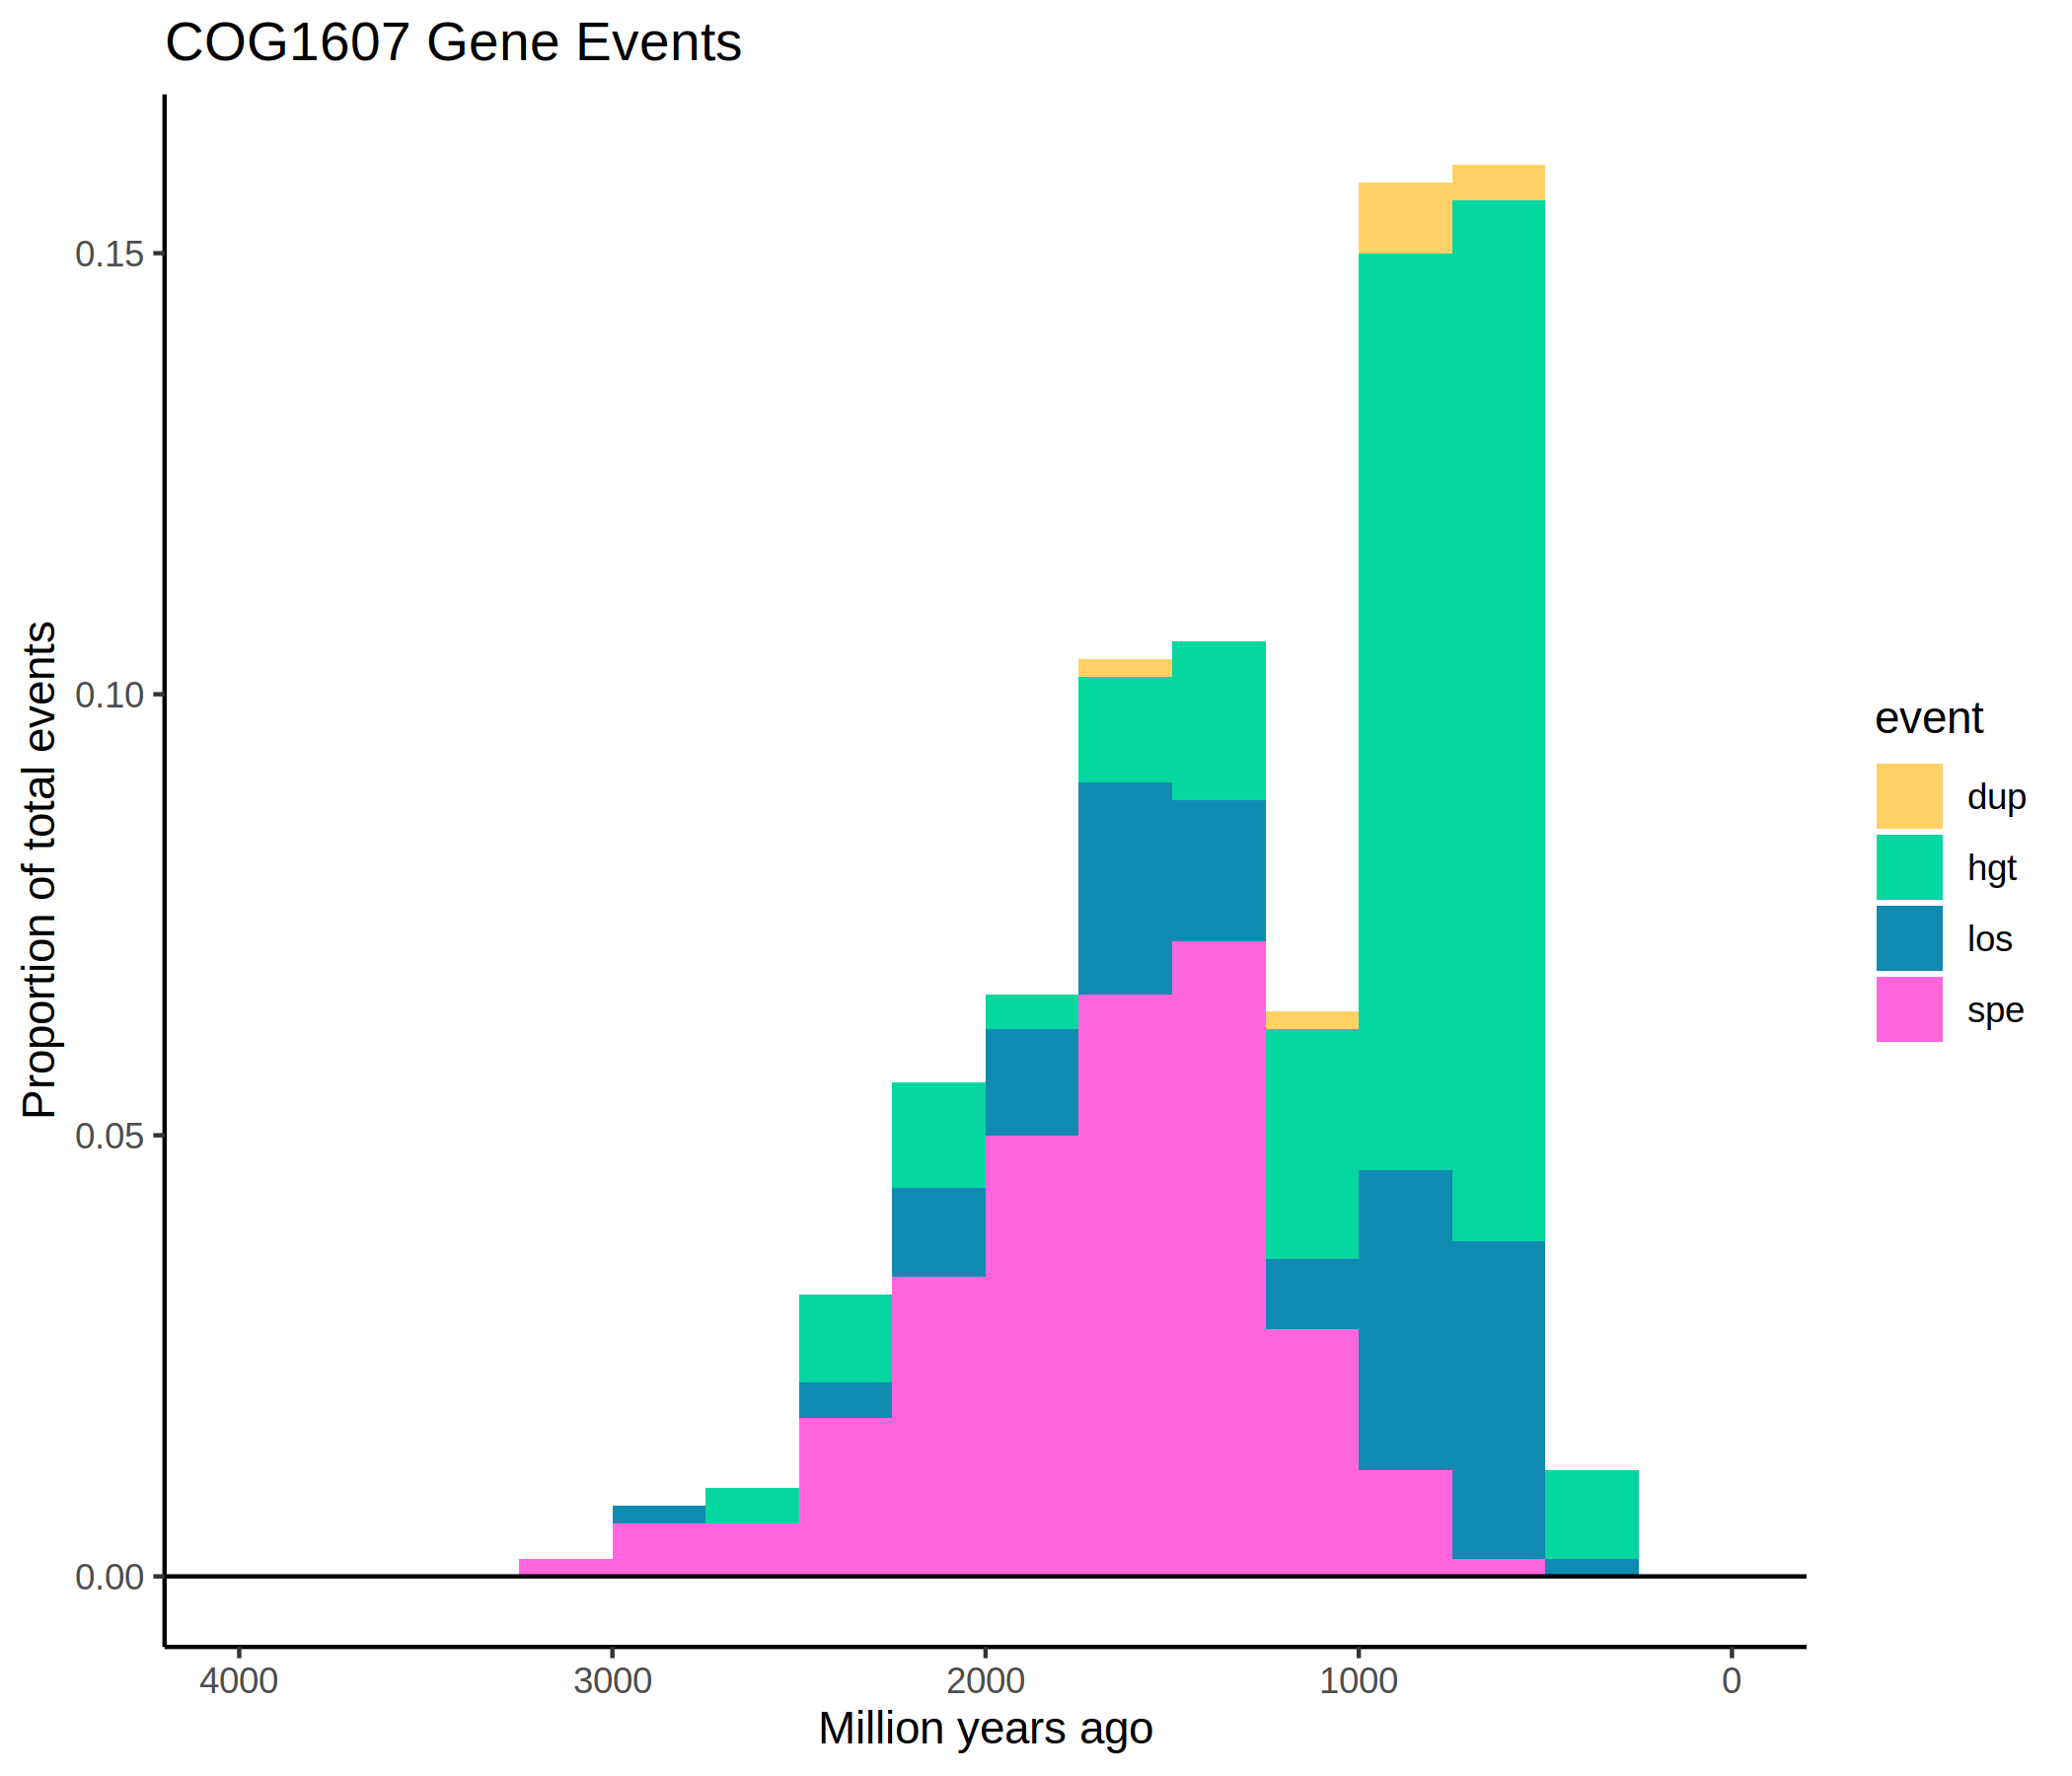 COG1607 Gene Events
Proportion of total events
0.15
0.10
0.05
0.00
4000 3000 2000 1000 0
Million years ago
event
dup
hgt
los
spe